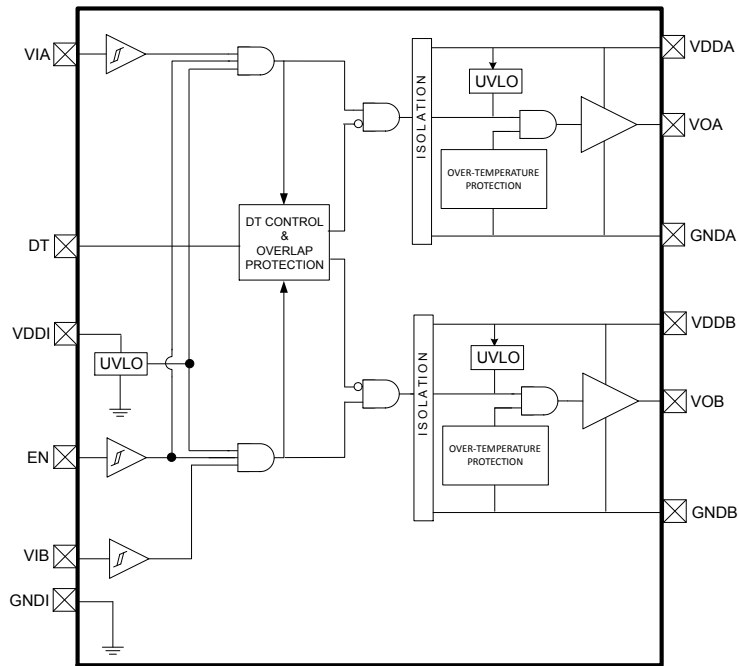 VIA
DT
VDDI
EN
VIB
GNDI
UVLO
DT CONTROL
&
OVERLAP
PROTECTION
ISOLATION
UVLO
OVER-TEMPERATURE
PROTECTION
VDDA
VOA
GNDA
ISOLATION
UVLO
OVER-TEMPERATURE
PROTECTION
VDDB
VOB
GNDB